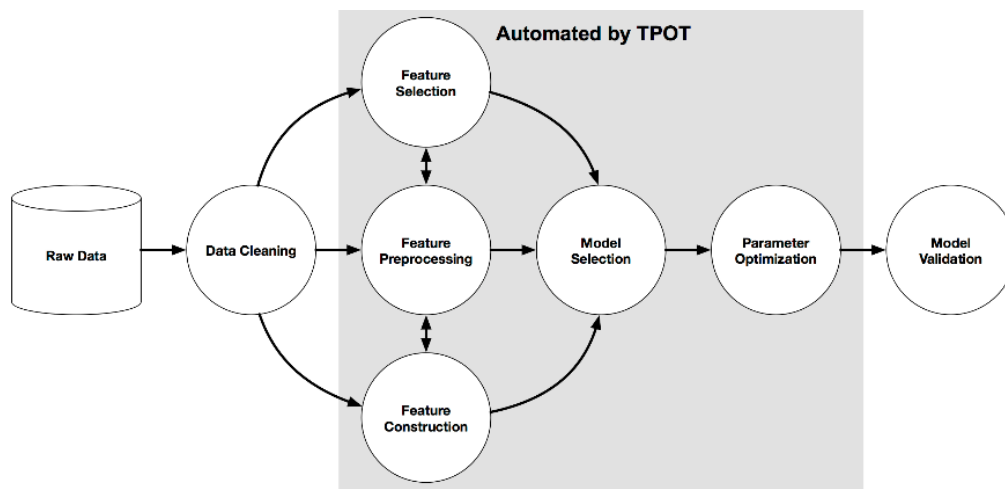 Automated by TPOT
Feature
Selection
Raw Data
Data Cleaning
Feature
Preprocessing
Model
Selection
Parameter
Optimization
Model
Validation
Feature
Construction